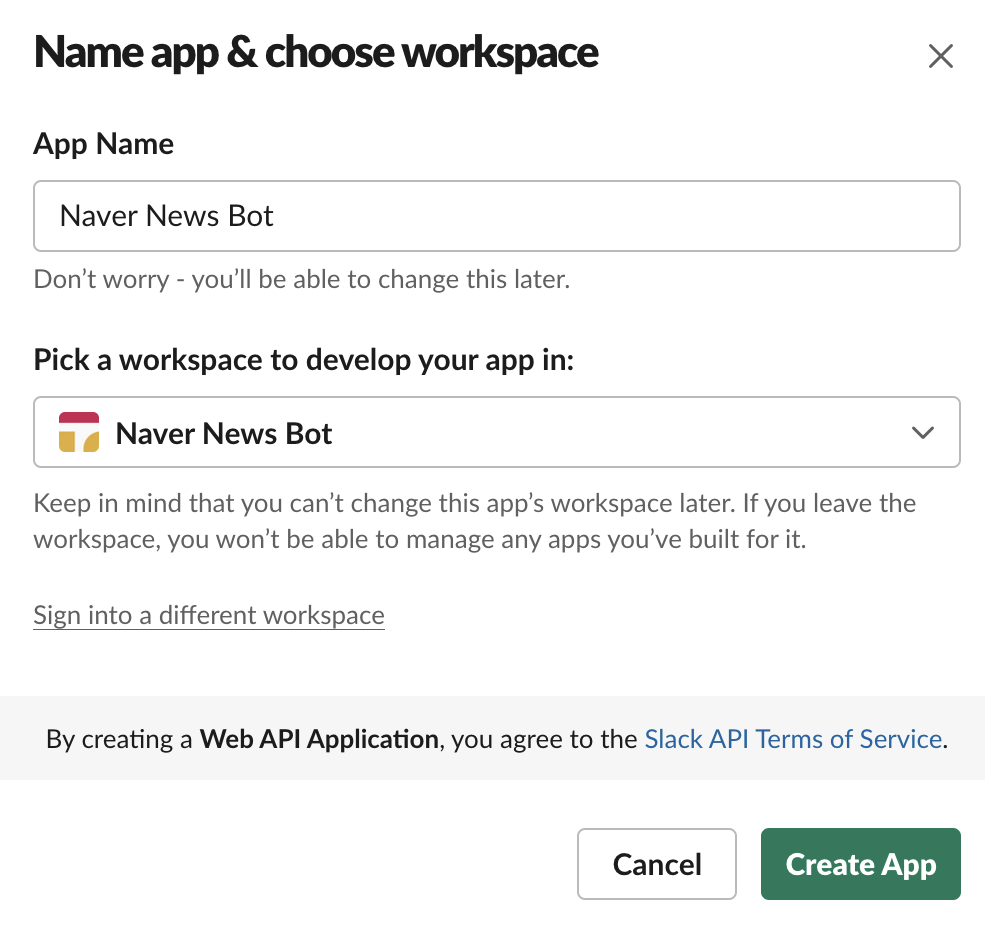 Name app & choose workspace
App Name
Naver News Bot
Don’t worry - you’ll be able to change this later.
Pick a workspace to develop your app in:
Naver News Bot
Keep in mind that you can’t change this app’s workspace later. If you leave the
workspace, you won’t be able to manage any apps you’ve built for it.
Sign into a different workspace
By creating a Web API Application, you agree to the Slack API Terms of Service.
Cancel
Create App